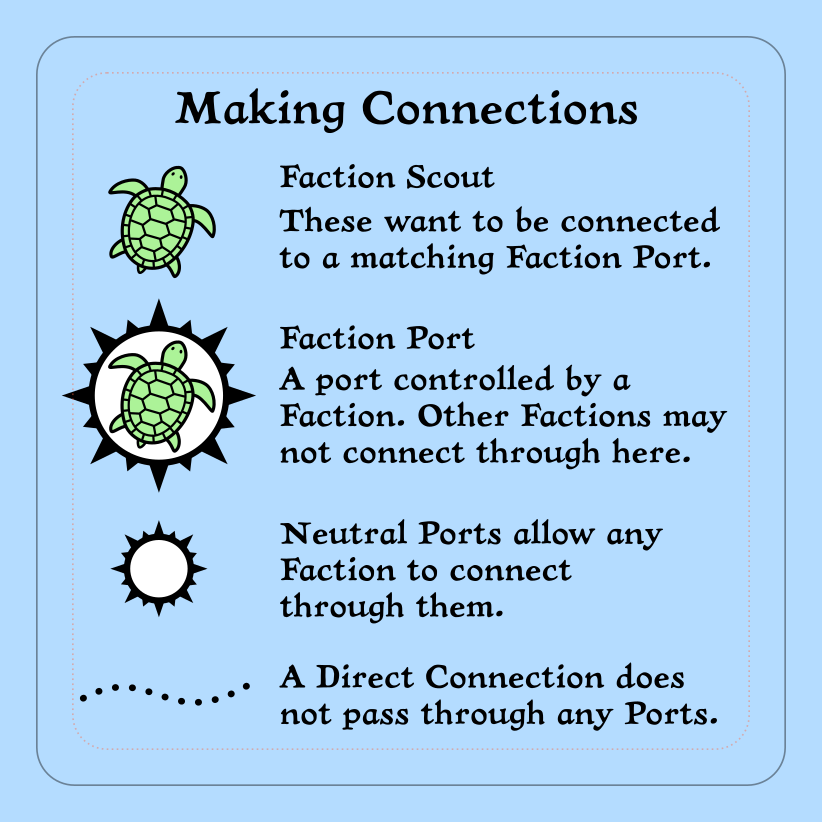 Making Connections
Faction Scout
These want to be connected
to a matching Faction Port.
Faction Port
A port controlled by a
Faction. Other Factions may
not connect through here.
Neutral Ports allow any
Faction to connect
through them.
A Direct Connection does
not pass through any Ports.